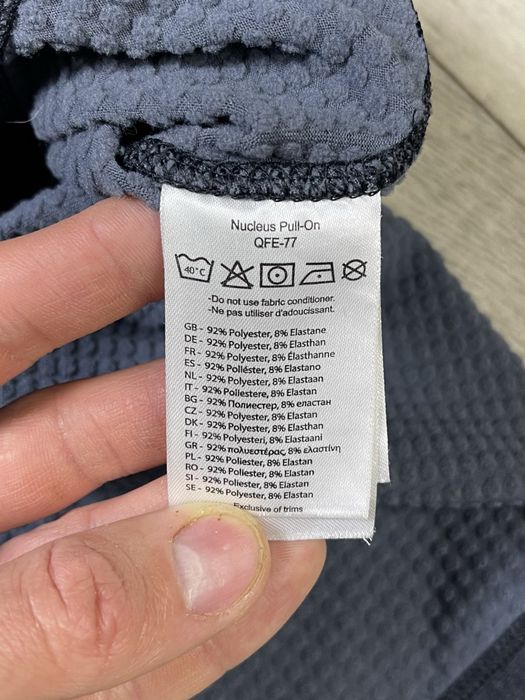 Nucleus Pull-On
QFE-77
40°C
-Do not use fabric conditioner.
-Ne pas utiliser d'adoucissant.
GB - 92% Polyester, 8% Elastane
DE - 92% Polyester, 8% Elasthan
FR - 92% Polyester, 8% Élasthanne
ES - 92% Poliéster, 8% Elastano
NL - 92% Polyester, 8% Elastaan
IT - 92% Poliestere, 8% Elastan
BG - 92% Полиестер, 8% еластан
CZ - 92% Polyester, 8% Elastan
DK - 92% Polyester, 8% Elasthan
FI - 92% Polyesteri, 8% Elastaani
GR - 92% πολυεστέρας, 8% ελαστίνη
PL - 92% Poliester, 8% Elastan
RO - 92% Poliester, 8% Elastan
SI - 92% Poliester, 8% Elastan
SE - 92% Polyester, 8% Elastan
Exclusive of trims